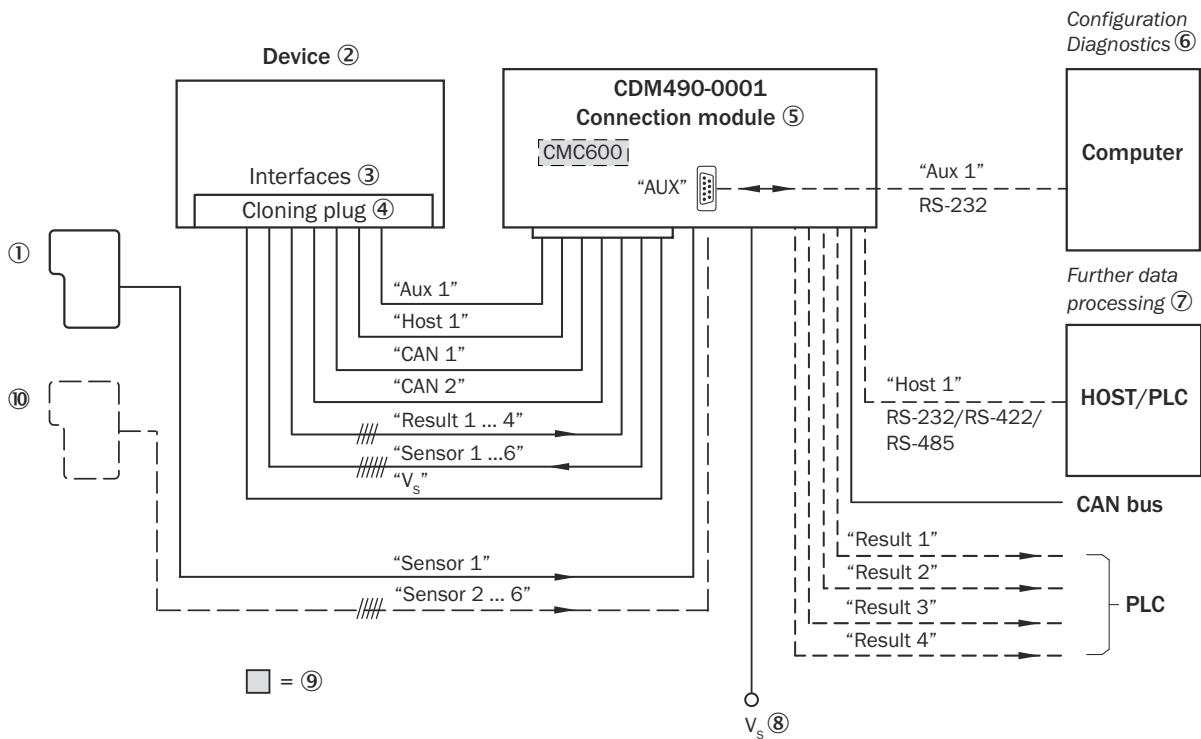 Configuration
Diagnostics ⑥
Device ②
CDM490-0001
Connection module ⑤
CMC600
"AUX"
Computer
"Aux 1"
RS-232
Interfaces ③
Cloning plug ④
①
⑩
"Aux 1"
"Host 1"
"CAN 1"
"CAN 2"
"Result 1 ... 4"
"Sensor 1 ...6"
"Vs"
"Sensor 1"
"Sensor 2 ... 6"
Further data
processing ⑦
HOST/PLC
"Host 1"
RS-232/RS-422/
RS-485
CAN bus
"Result 1"
"Result 2"
"Result 3"
"Result 4"
PLC
= ⑨
Vs ⑧